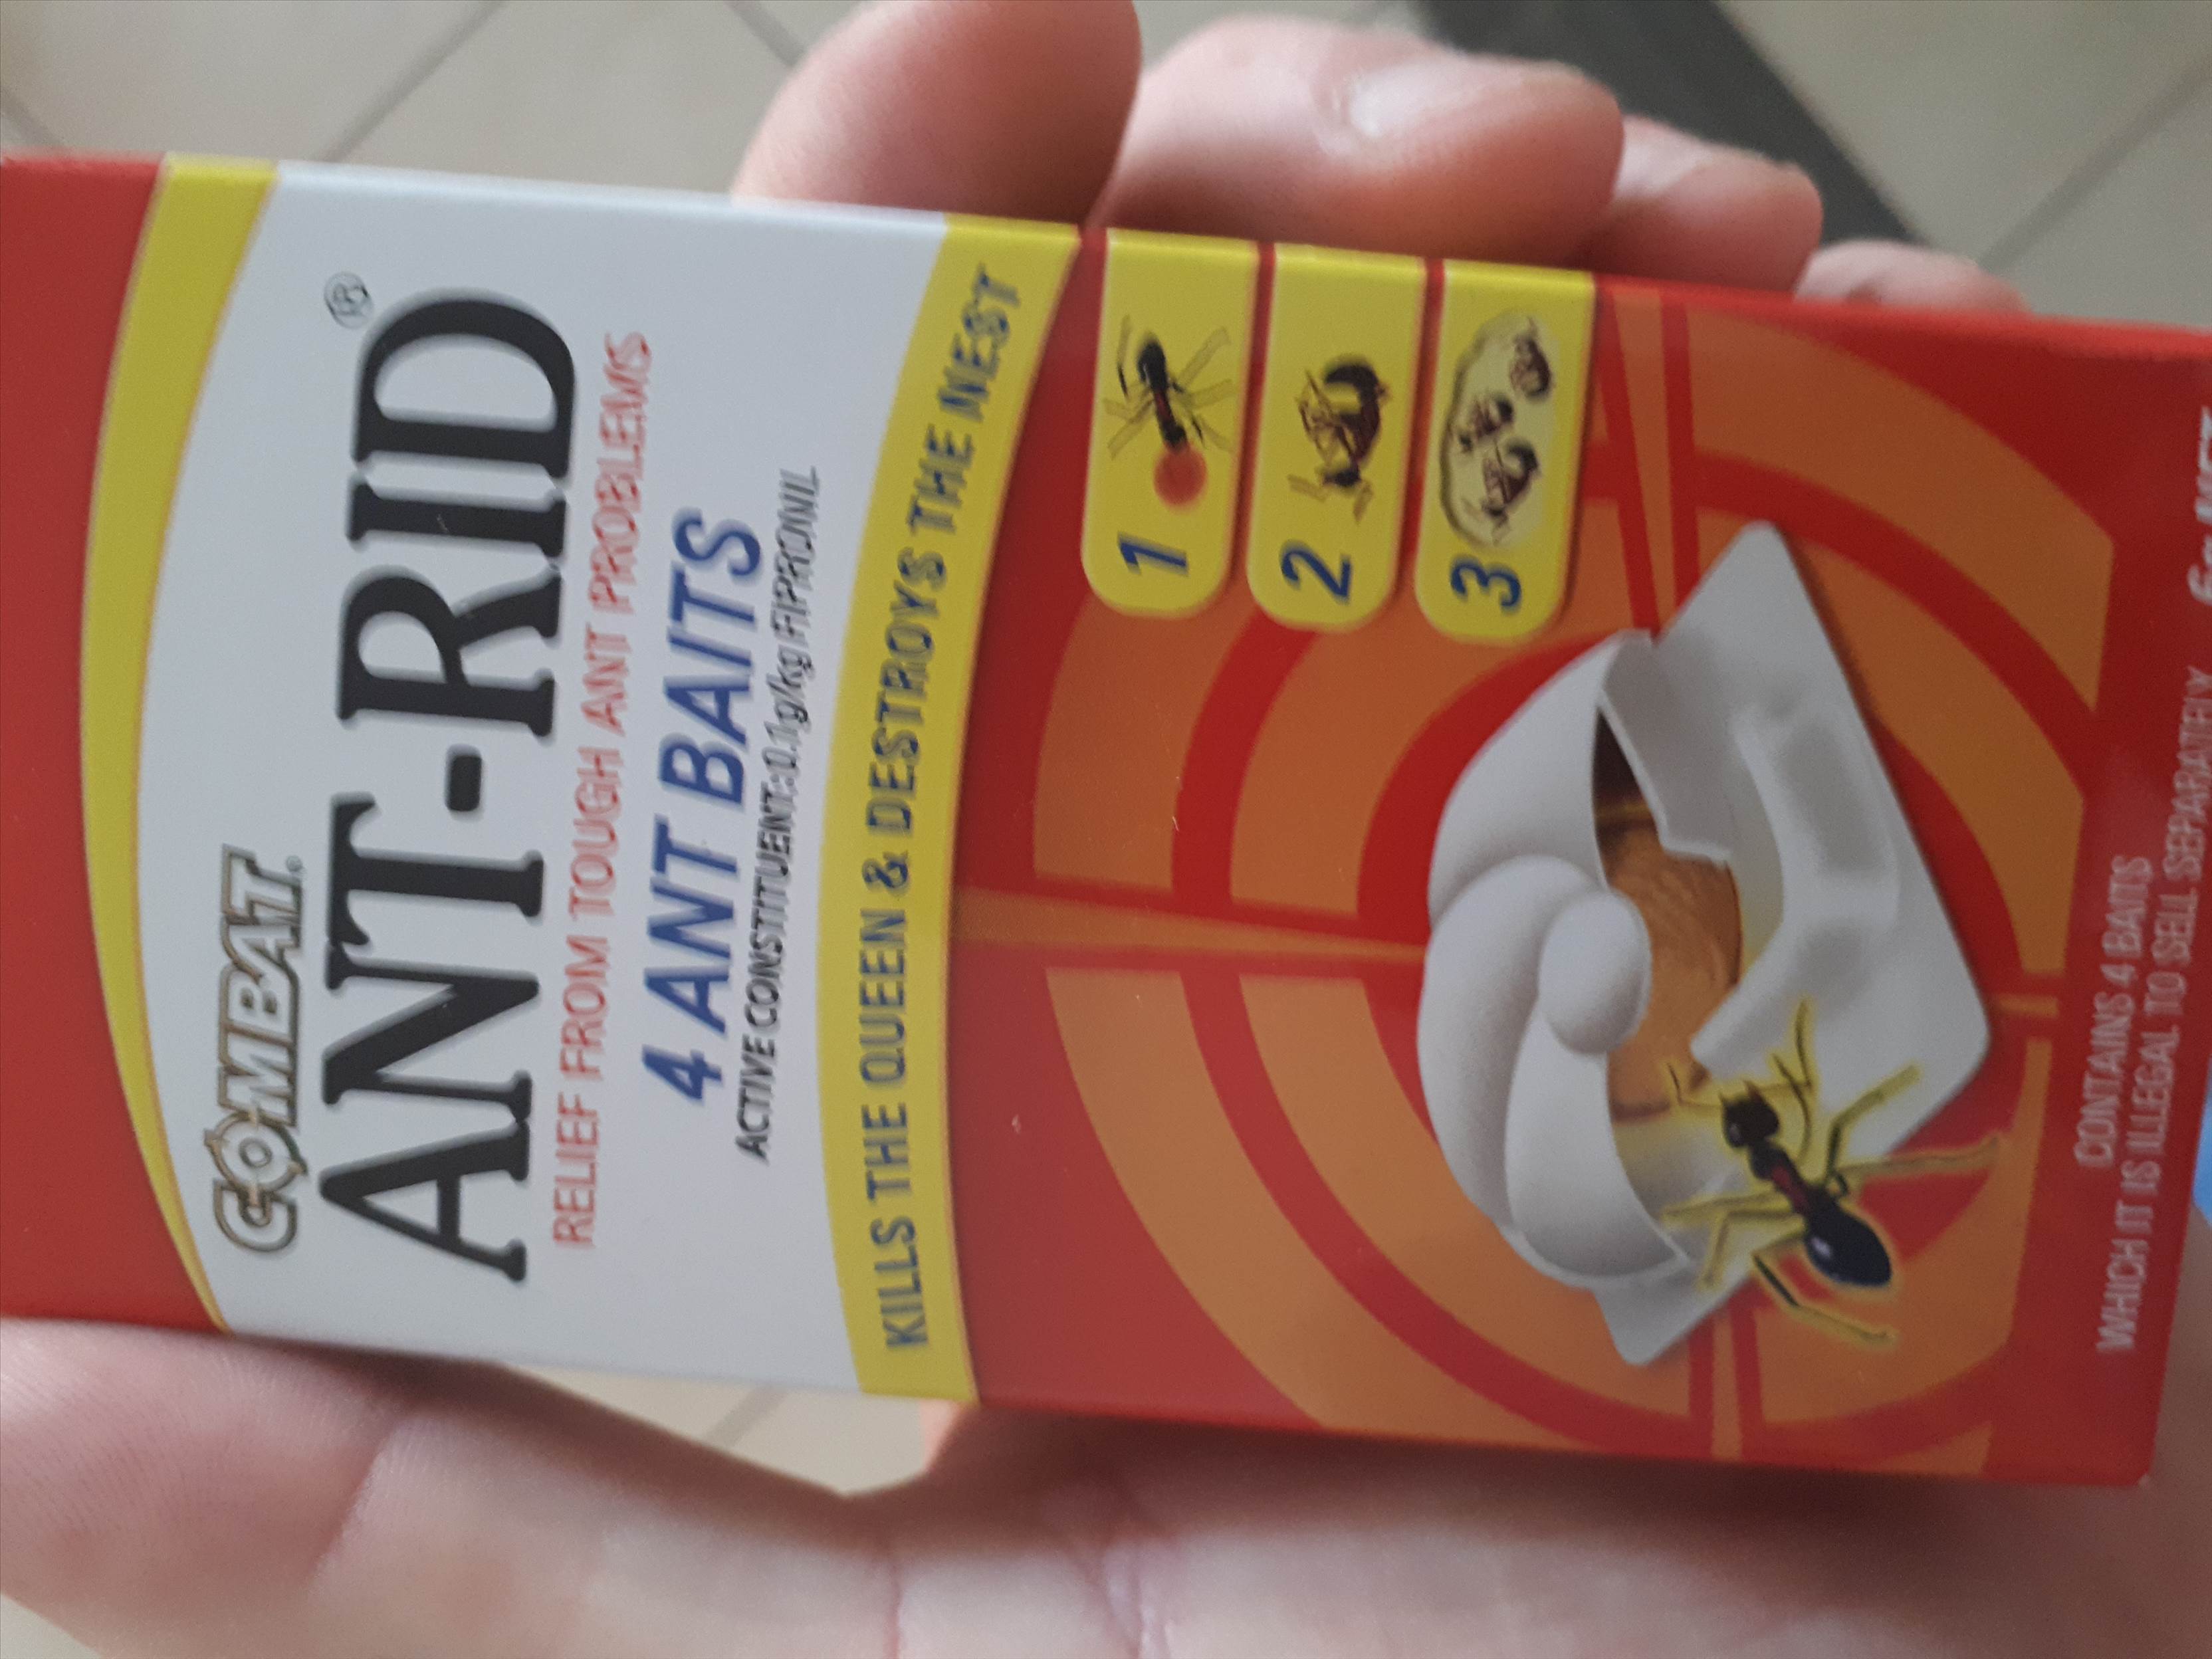 COMBAT®
ANT-RID®
RELIEF FROM TOUGH ANT PROBLEMS
4 ANT BAITS
ACTIVE CONSTITUENT: 0.1g/kg FIPRONIL
KILLS THE QUEEN & DESTROYS THE NEST
1
2
3
CONTAINS 4 BAITS
WHICH IT IS ILLEGAL TO SELL SEPARATELY